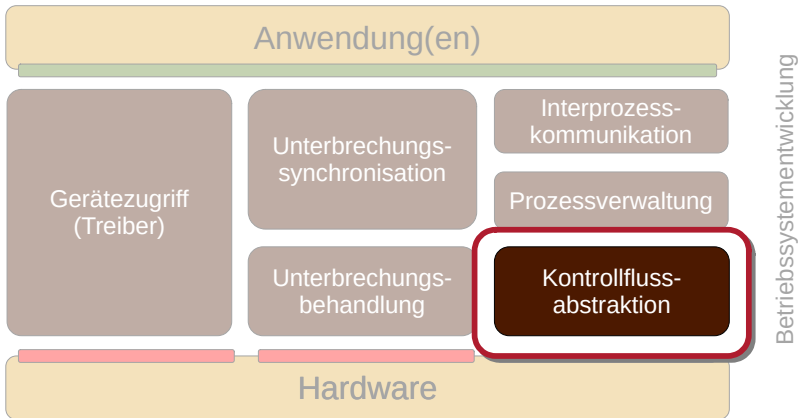 Anwendung(en)
Gerätezugriff
(Treiber)
Unterbrechungs-
synchronisation
Unterbrechungs-
behandlung
Interprozess-
kommunikation
Prozessverwaltung
Kontrollfluss-
abstraktion
Hardware
Betriebssystementwicklung